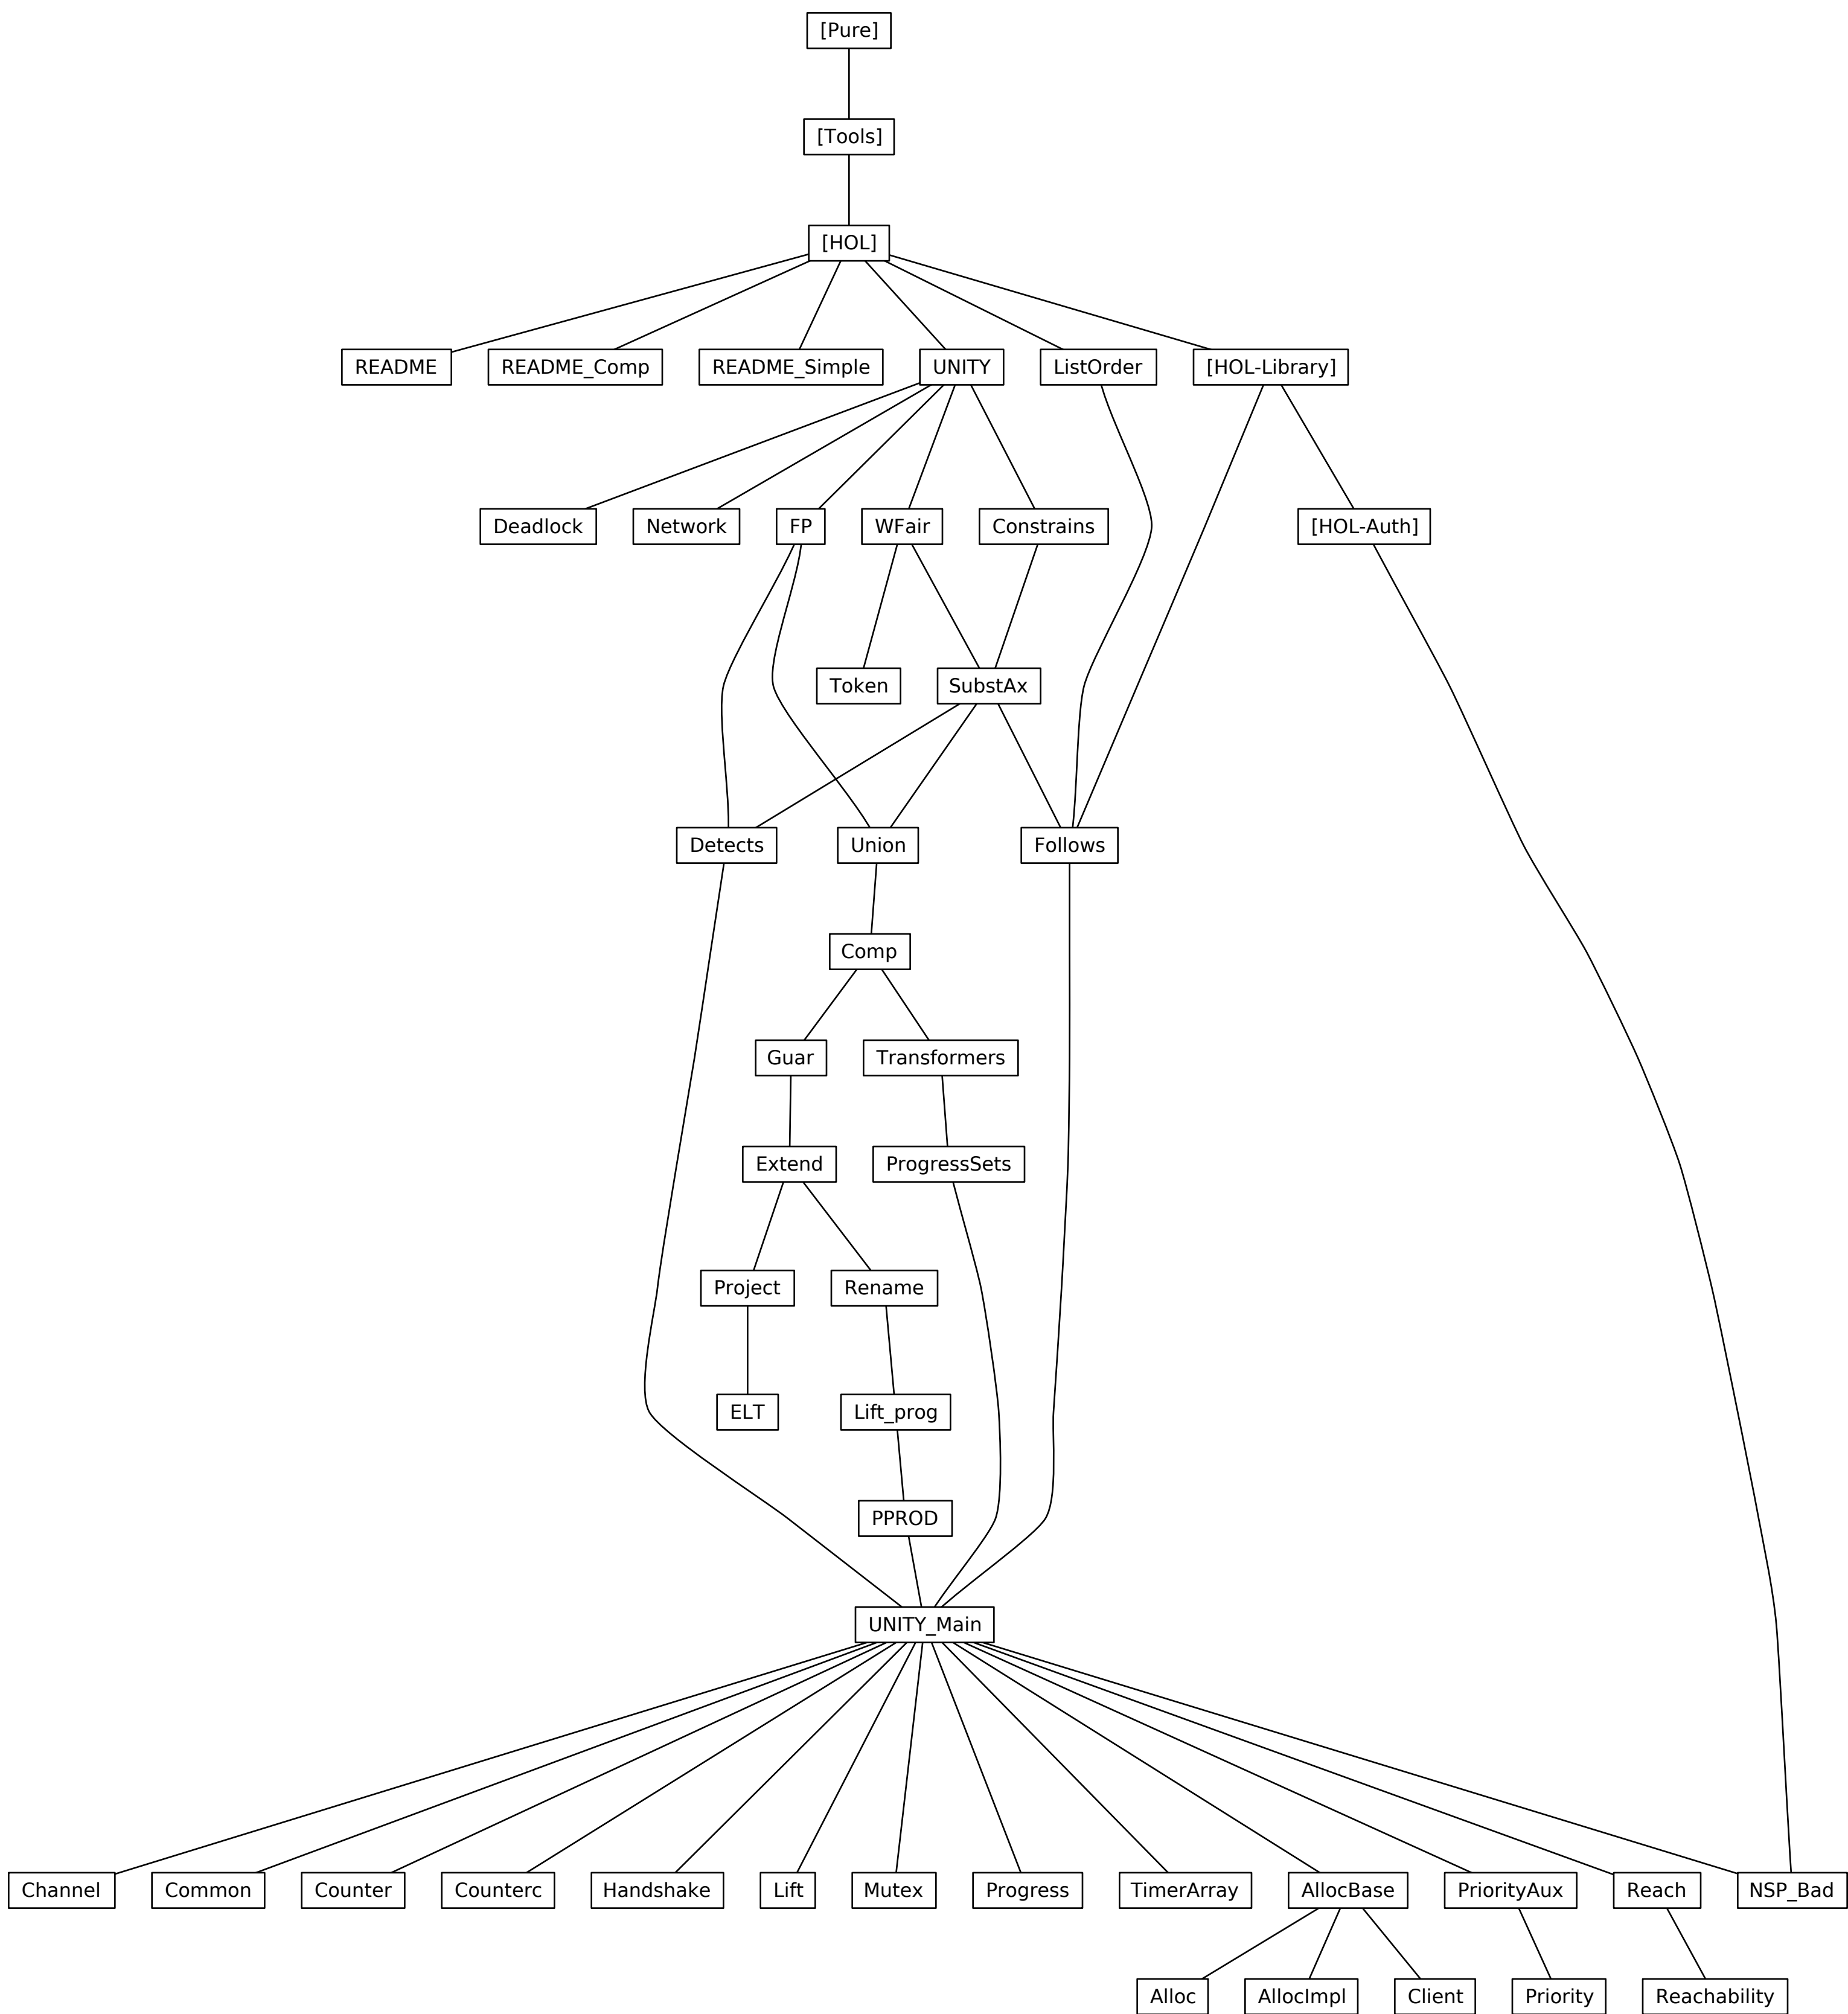 [Pure]
[Tools]
[HOL]
README
README_Comp
README_Simple
UNITY
ListOrder
[HOL-Library]
Deadlock
Network
FP
WFair
Constrains
[HOL-Auth]
Token
SubstAx
Detects
Union
Follows
Comp
Guar
Transformers
Extend
ProgressSets
Project
Rename
ELT
Lift_prog
PPROD
UNITY_Main
Channel
Common
Counter
Counterc
Handshake
Lift
Mutex
Progress
TimerArray
AllocBase
PriorityAux
Reach
NSP_Bad
Alloc
AllocImpl
Client
Priority
Reachability